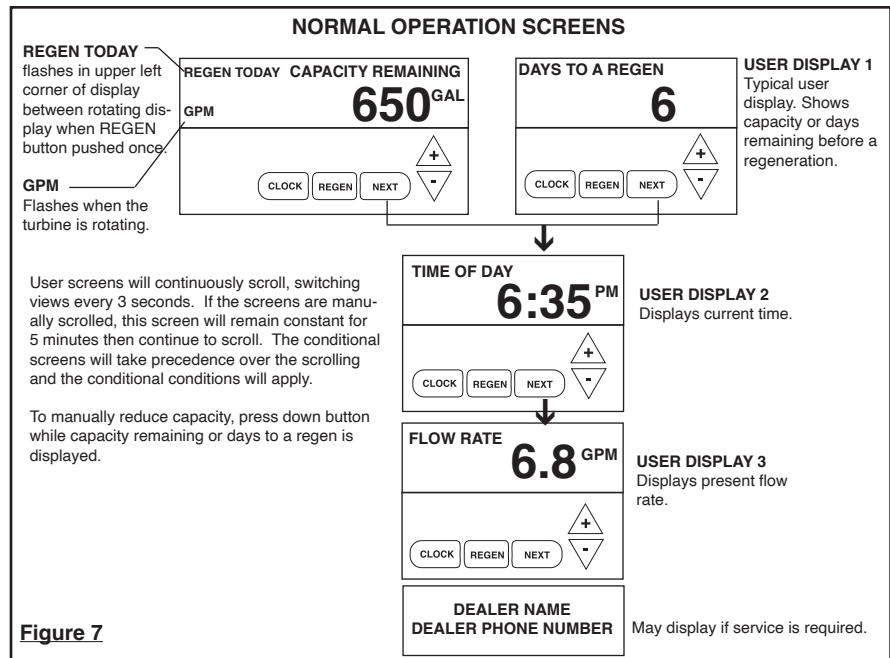 NORMAL OPERATION SCREENS
REGEN TODAY
flashes in upper left
corner of display
between rotating dis-
play when REGEN
button pushed once.
GPM
Flashes when the
turbine is rotating.
REGEN TODAY CAPACITY REMAINING
650 GAL
GPM
+
CLOCK REGEN NEXT -
DAYS TO A REGEN
6
+
CLOCK REGEN NEXT -
USER DISPLAY 1
Typical user
display. Shows
capacity or days
remaining before a
regeneration.
User screens will continuously scroll, switching
views every 3 seconds. If the screens are manu-
ally scrolled, this screen will remain constant for
5 minutes then continue to scroll. The conditional
screens will take precedence over the scrolling
and the conditional conditions will apply.
To manually reduce capacity, press down button
while capacity remaining or days to a regen is
displayed.
TIME OF DAY
6:35 PM
+
CLOCK REGEN NEXT -
USER DISPLAY 2
Displays current time.
FLOW RATE
6.8 GPM
+
CLOCK REGEN NEXT -
USER DISPLAY 3
Displays present flow
rate.
DEALER NAME
DEALER PHONE NUMBER
May display if service is required.
Figure 7